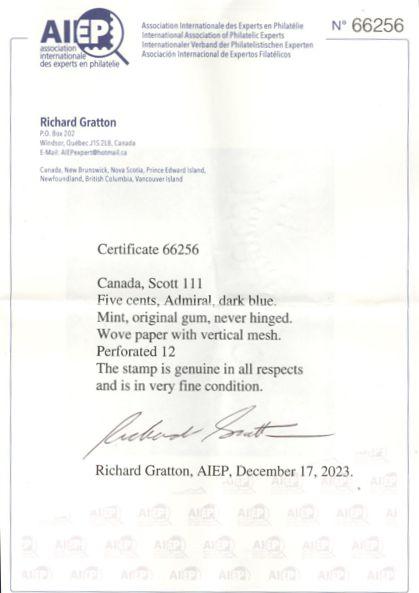 AIEP
association
internationale
des experts en philatélie
Association Internationale des Experts en Philatélie
International Association of Philatelic Experts
Internationaler Verband der Philatelistischen Experten
Asociación Internacional de Expertos Filatélicos
N° 66256
Richard Gratton
P.O. Box 202
Windsor, Québec J1S 2L8, Canada
E-Mail: AIEPexpert@hotmail.ca
Canada, New Brunswick, Nova Scotia, Prince Edward Island,
Newfoundland, British Columbia, Vancouver Island
Certificate 66256
Canada, Scott 111
Five cents, Admiral, dark blue.
Mint, original gum, never hinged.
Wove paper with vertical mesh.
Perforated 12
The stamp is genuine in all respects
and is in very fine condition.
Richard Gratton
Richard Gratton, AIEP, December 17, 2023.